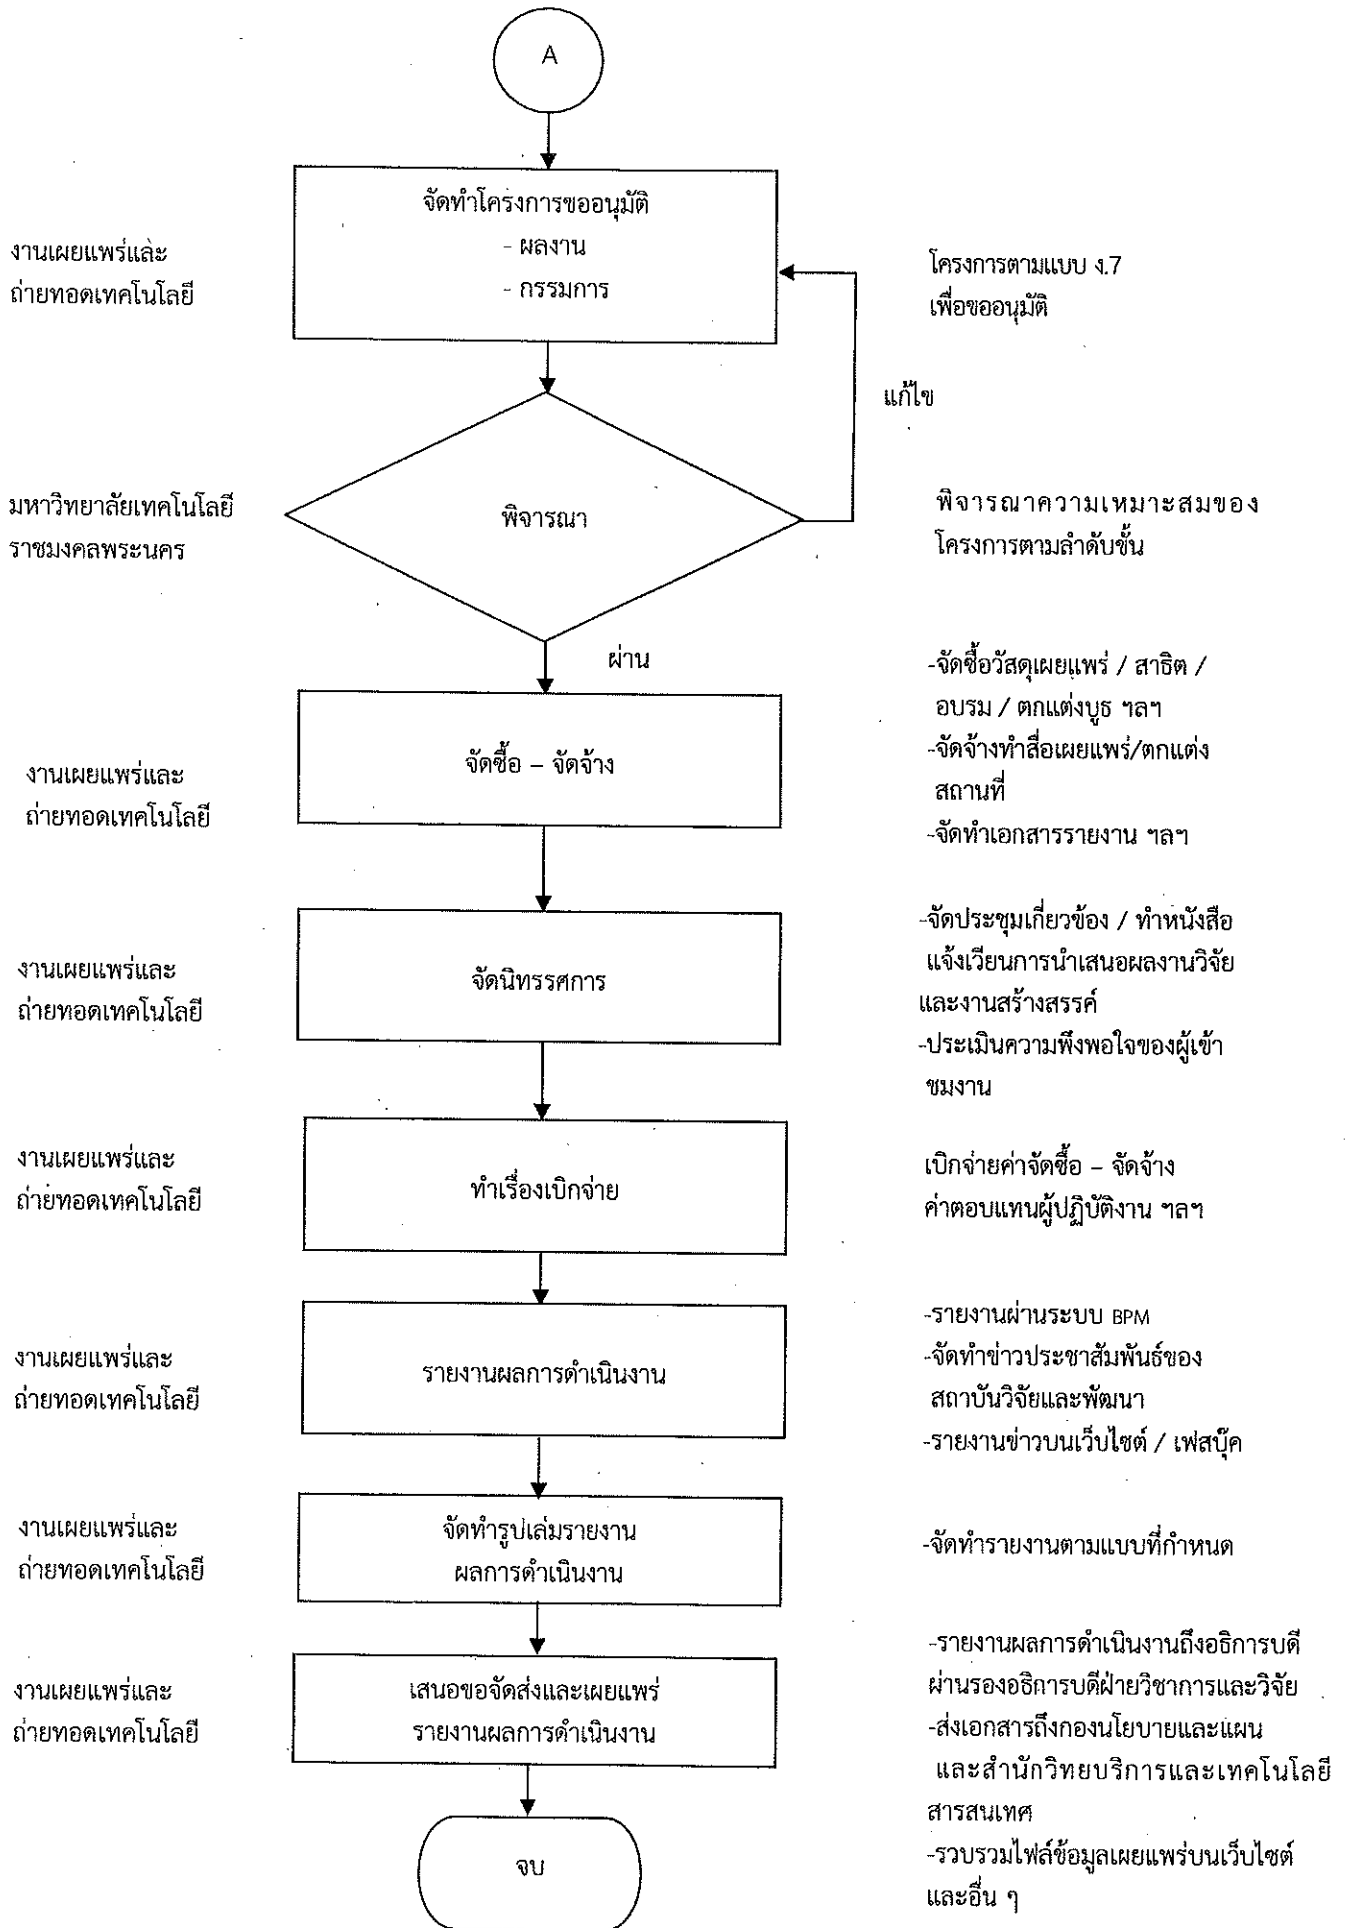 A
จัดทำโครงการขออนุมัติ
- ผลงาน
- กรรมการ
งานเผยแพร่และ
ถ่ายทอดเทคโนโลยี
โครงการตามแบบ ง.7
เพื่อขออนุมัติ
แก้ไข
มหาวิทยาลัยเทคโนโลยี
ราชมงคลพระนคร
พิจารณา
พิจารณาความเหมาะสมของ
โครงการตามลำดับชั้น
ผ่าน
งานเผยแพร่และ
ถ่ายทอดเทคโนโลยี
จัดซื้อ – จัดจ้าง
-จัดซื้อวัสดุเผยแพร่ / สาธิต /
อบรม / ตกแต่งบูธ ฯลฯ
-จัดจ้างทำสื่อเผยแพร่/ตกแต่ง
สถานที่
-จัดทำเอกสารรายงาน ฯลฯ
งานเผยแพร่และ
ถ่ายทอดเทคโนโลยี
จัดนิทรรศการ
-จัดประชุมเกี่ยวข้อง / ทำหนังสือ
แจ้งเวียนการนำเสนอผลงานวิจัย
และงานสร้างสรรค์
-ประเมินความพึงพอใจของผู้เข้า
ชมงาน
งานเผยแพร่และ
ถ่ายทอดเทคโนโลยี
ทำเรื่องเบิกจ่าย
เบิกจ่ายค่าจัดซื้อ – จัดจ้าง
ค่าตอบแทนผู้ปฏิบัติงาน ฯลฯ
งานเผยแพร่และ
ถ่ายทอดเทคโนโลยี
รายงานผลการดำเนินงาน
-รายงานผ่านระบบ BPM
-จัดทำข่าวประชาสัมพันธ์ของ
สถาบันวิจัยและพัฒนา
-รายงานข่าวบนเว็บไซต์ / เฟสบุ๊ค
งานเผยแพร่และ
ถ่ายทอดเทคโนโลยี
จัดทำรูปเล่มรายงาน
ผลการดำเนินงาน
-จัดทำรายงานตามแบบที่กำหนด
งานเผยแพร่และ
ถ่ายทอดเทคโนโลยี
เสนอขอจัดส่งและเผยแพร่
รายงานผลการดำเนินงาน
-รายงานผลการดำเนินงานถึงอธิการบดี
ผ่านรองอธิการบดีฝ่ายวิชาการและวิจัย
-ส่งเอกสารถึงกองนโยบายและแผน
และสำนักวิทยบริการและเทคโนโลยี
สารสนเทศ
-รวบรวมไฟล์ข้อมูลเผยแพร่บนเว็บไซต์
และอื่น ๆ
จบ